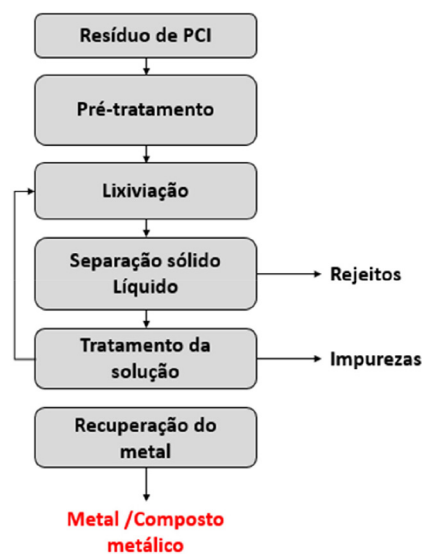 Resíduo de PCI
Pré-tratamento
Lixiviação
Separação sólido
Líquido
Rejeitos
Tratamento da
solução
Impurezas
Recuperação do
metal
Metal /Composto
metálico